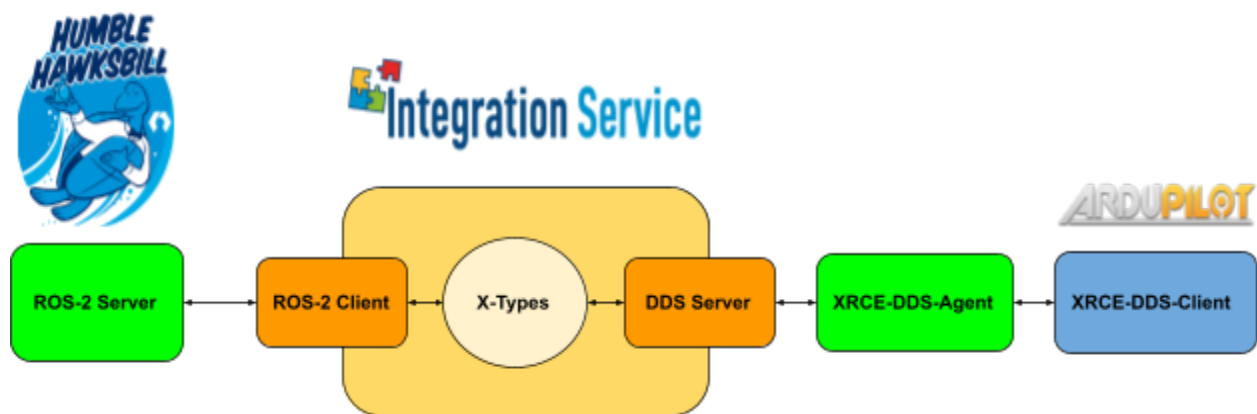 HUMBLE
HAWKSBILL
Integration Service
ARDUPILOT
ROS-2 Server
ROS-2 Client
X-Types
DDS Server
XRCE-DDS-Agent
XRCE-DDS-Client